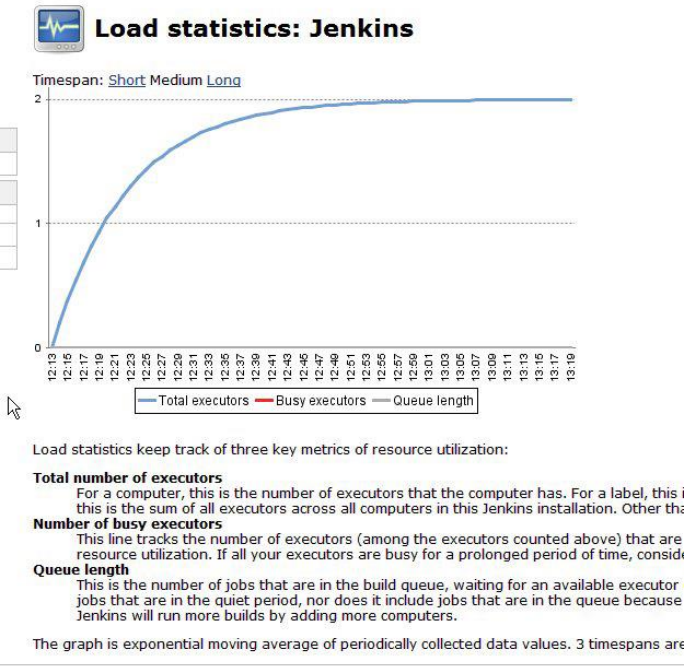 Load statistics: Jenkins
Timespan: Short Medium Long
2
1
0
12:13 12:15 12:17 12:19 12:21 12:23 12:25 12:27 12:29 12:31 12:33 12:35 12:37 12:39 12:41 12:43 12:45 12:47 12:49 12:51 12:53 12:55 12:57 12:59 13:01 13:03 13:05 13:07 13:09 13:11 13:13 13:15 13:17 13:19
Total executors Busy executors Queue length
Load statistics keep track of three key metrics of resource utilization:
Total number of executors
For a computer, this is the number of executors that the computer has. For a label, this i
this is the sum of all executors across all computers in this Jenkins installation. Other tha
Number of busy executors
This line tracks the number of executors (among the executors counted above) that are
resource utilization. If all your executors are busy for a prolonged period of time, conside
Queue length
This is the number of jobs that are in the build queue, waiting for an available executor
jobs that are in the quiet period, nor does it include jobs that are in the queue because
Jenkins will run more builds by adding more computers.
The graph is exponential moving average of periodically collected data values. 3 timespans are